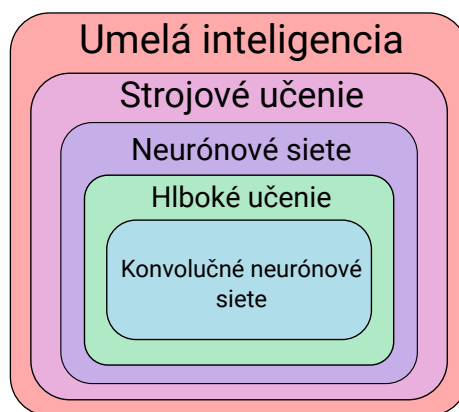 Umelá inteligencia
Strojové učenie
Neurónové siete
Hlboké učenie
Konvolučné neurónové
siete